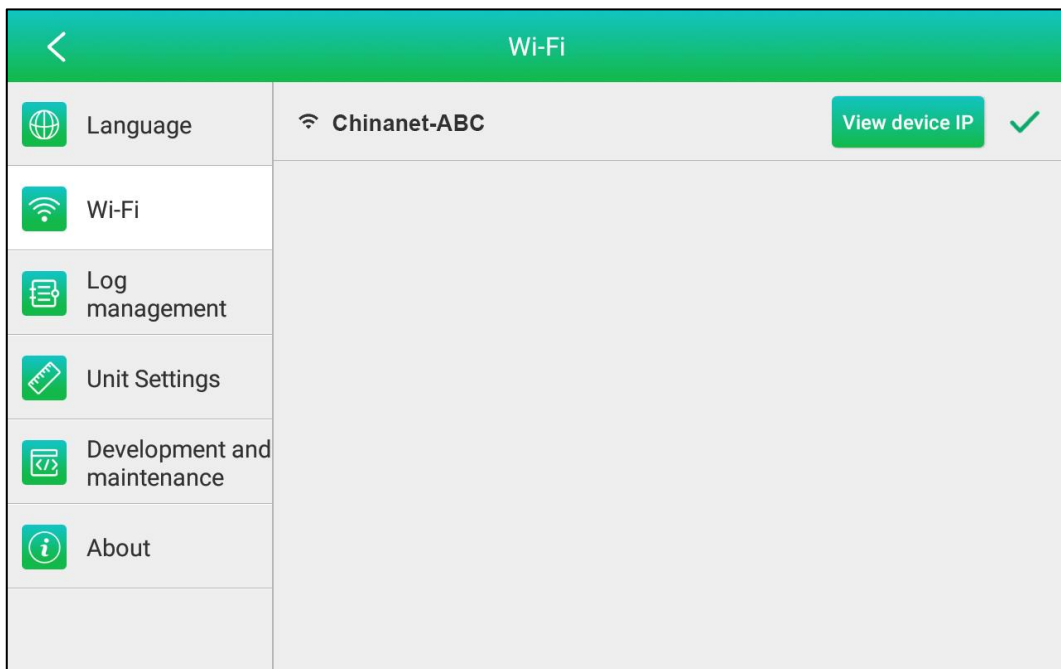 Wi-Fi
Language
Chinanet-ABC
View device IP
Wi-Fi
Log
management
Unit Settings
Development and
maintenance
About